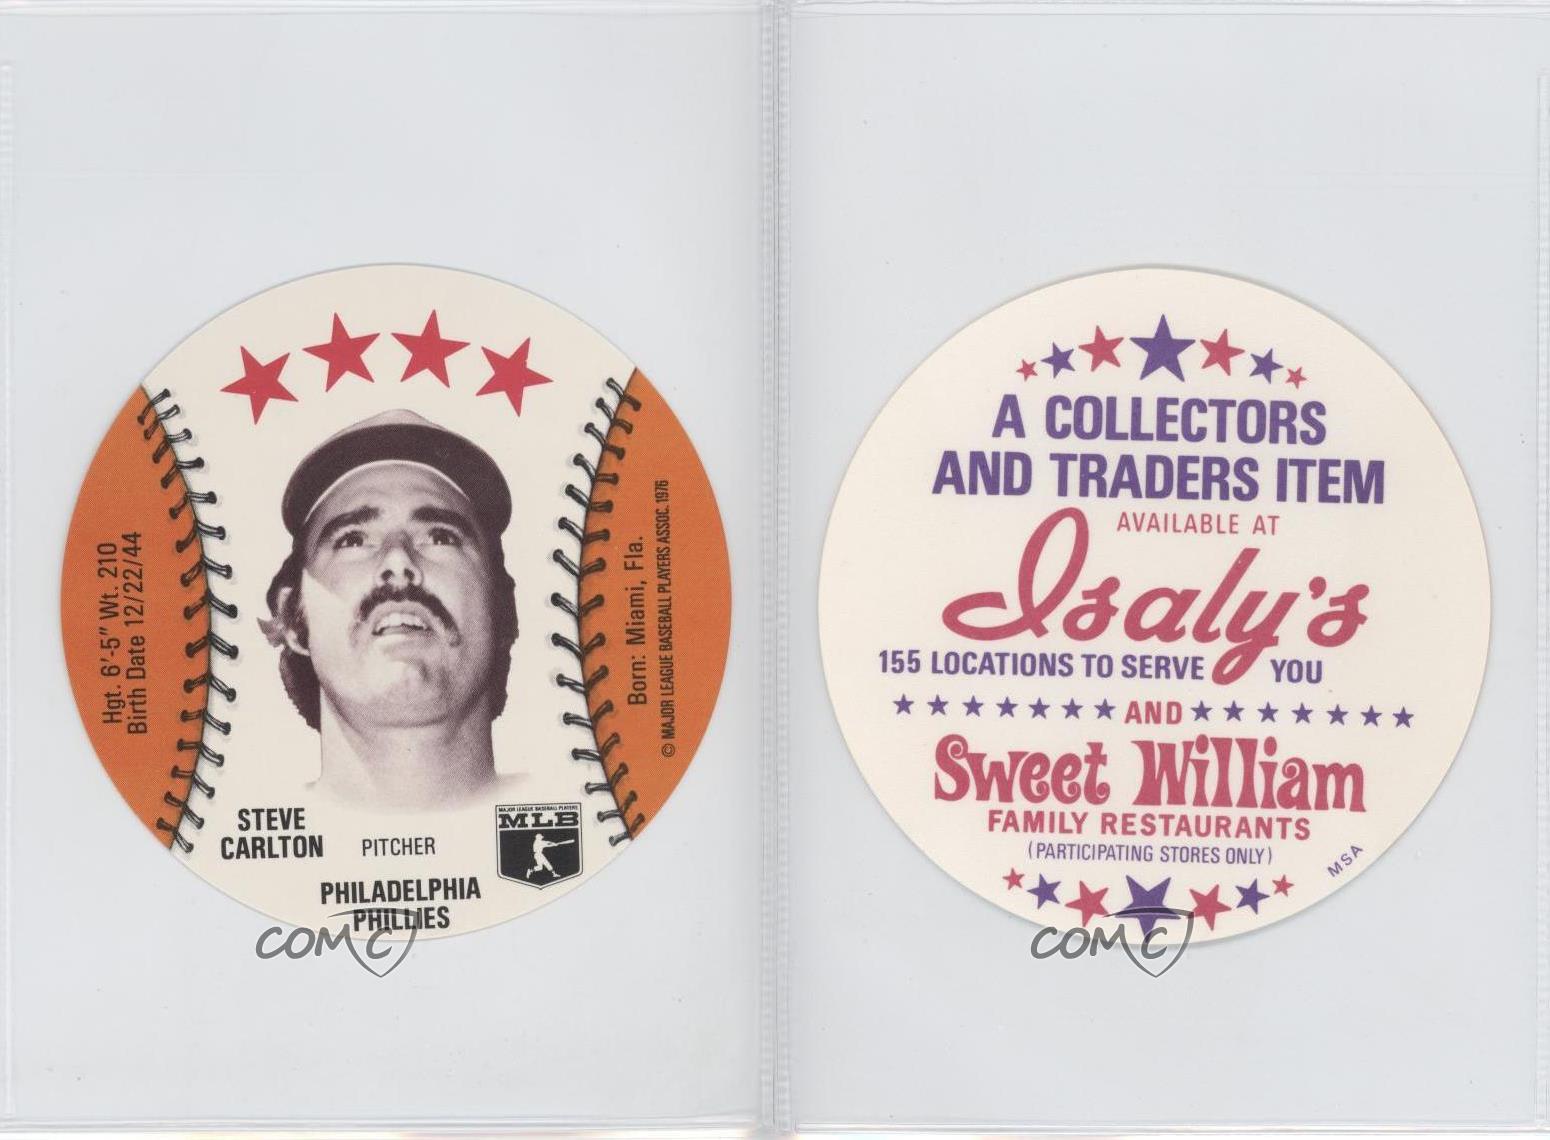 Hgt. 6'-5" Wt. 210
Birth Date 12/22/44
Born: Miami, Fla.
© MAJOR LEAGUE BASEBALL PLAYERS ASSOC. 1976
STEVE
CARLTON
PITCHER
MAJOR LEAGUE BASEBALL PLAYERS
MLB
PHILADELPHIA
PHILLIES
COMC
A COLLECTORS
AND TRADERS ITEM
AVAILABLE AT
Isaly's
155 LOCATIONS TO SERVE YOU
AND
Sweet William
FAMILY RESTAURANTS
(PARTICIPATING STORES ONLY)
MSA
COMC